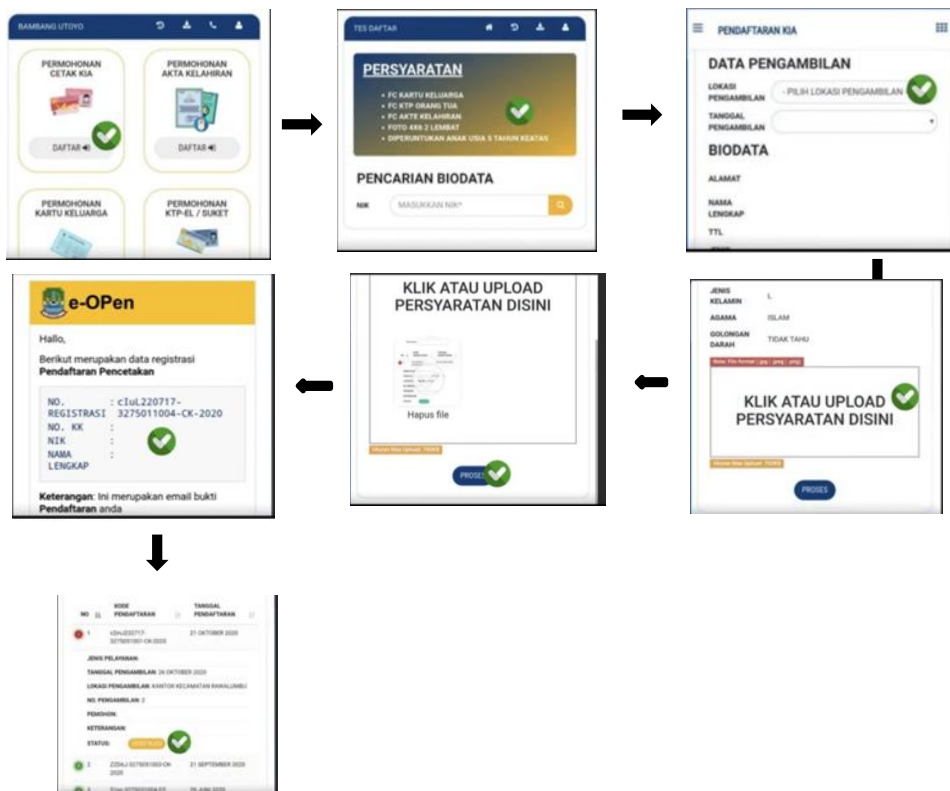 BAMBANG UTOYO
PERMOHONAN
CETAK KIA
DAFTAR
PERMOHONAN
AKTA KELAHIRAN
DAFTAR
PERMOHONAN
KARTU KELUARGA
PERMOHONAN
KTP-EL / SUKET
TES DAFTAR
PERSYARATAN
• FC KARTU KELUARGA
• FC KTP ORANG TUA
• FC AKTE KELAHIRAN
• FOTO 4X6 2 LEMBAT
• DIPERUNTUKAN ANAK USIA 5 TAHUN KEATAS
PENCARIAN BIODATA
NIK MASUKKAN NIK*
PENDAFTARAN KIA
DATA PENGAMBILAN
LOKASI
PENGAMBILAN - PILIH LOKASI PENGAMBILAN
TANGGAL
PENGAMBILAN
BIODATA
ALAMAT
NAMA
LENGKAP
TTL
JENIS
KELAMIN L
AGAMA ISLAM
GOLONGAN
DARAH TIDAK TAHU
KLIK ATAU UPLOAD
PERSYARATAN DISINI
PROSES
KLIK ATAU UPLOAD
PERSYARATAN DISINI
Hapus file
PROSES
e-OPen
Hallo,
Berikut merupakan data registrasi
Pendaftaran Pencetakan
NO. : cIuL220717-
REGISTRASI 3275011004-CK-2020
NO. KK :
NIK :
NAMA :
LENGKAP
Keterangan: Ini merupakan email bukti
Pendaftaran anda
NO KODE PENDAFTARAN TANGGAL PENDAFTARAN
1 21 OKTOBER 2020
JENIS PELAYANAN:
TANGGAL PENGAMBILAN: 26 OKTOBER 2020
LOKASI PENGAMBILAN: KANTOR KECAMATAN RAWALUMBU
NO. PENGAMBILAN: 2
PEMOHON:
KETERANGAN:
STATUS:
2 21 SEPTEMBER 2020